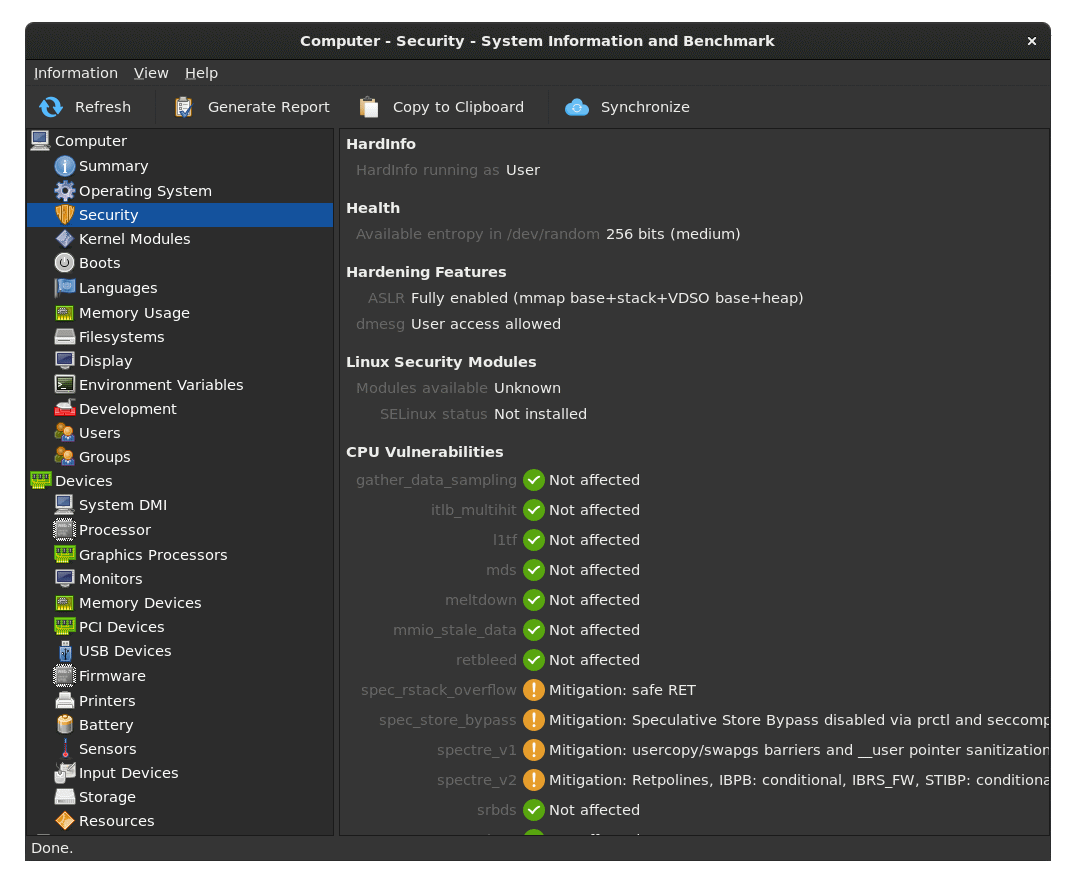 Computer - Security - System Information and Benchmark
Information View Help
Refresh Generate Report Copy to Clipboard Synchronize
Computer
Summary
Operating System
Security
Kernel Modules
Boots
Languages
Memory Usage
Filesystems
Display
Environment Variables
Development
Users
Groups
Devices
System DMI
Processor
Graphics Processors
Monitors
Memory Devices
PCI Devices
USB Devices
Firmware
Printers
Battery
Sensors
Input Devices
Storage
Resources
HardInfo
HardInfo running as User
Health
Available entropy in /dev/random 256 bits (medium)
Hardening Features
ASLR Fully enabled (mmap base+stack+VDSO base+heap)
dmesg User access allowed
Linux Security Modules
Modules available Unknown
SELinux status Not installed
CPU Vulnerabilities
gather_data_sampling Not affected
itlb_multihit Not affected
l1tf Not affected
mds Not affected
meltdown Not affected
mmio_stale_data Not affected
retbleed Not affected
spec_rstack_overflow Mitigation: safe RET
spec_store_bypass Mitigation: Speculative Store Bypass disabled via prctl and seccomp
spectre_v1 Mitigation: usercopy/swapgs barriers and __user pointer sanitization
spectre_v2 Mitigation: Retpolines, IBPB: conditional, IBRS_FW, STIBP: conditiona
srbds Not affected
Done.